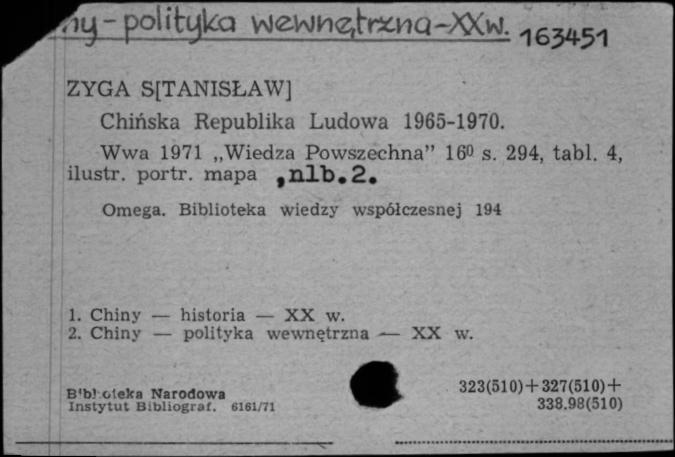 ny - polityka wewnętrzna - XX w.
163451
ZYGA S[TANISŁAW]
Chińska Republika Ludowa 1965-1970.
Wwa 1971 „Wiedza Powszechna” 16⁰ s. 294, tabl. 4,
ilustr. portr. mapa ,nlb.2.
Omega. Biblioteka wiedzy współczesnej 194
1. Chiny — historia — XX w.
2. Chiny — polityka wewnętrzna — XX w.
Biblioteka Narodowa
Instytut Bibliograf. 6161/71
323(510)+327(510)+
338.98(510)